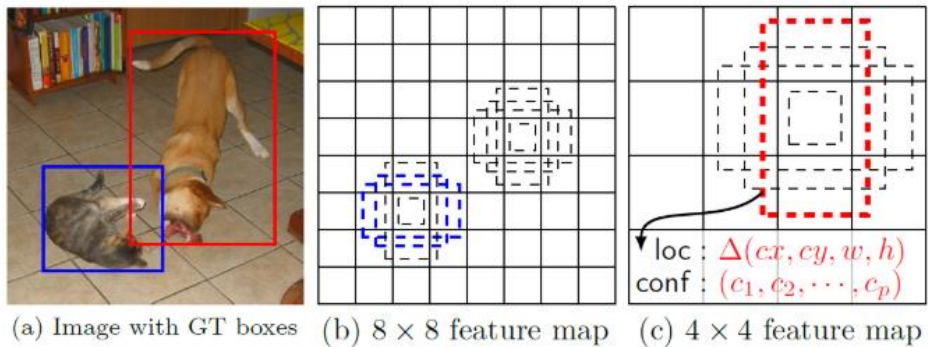 loc : Δ(cx, cy, w, h)
conf : (c₁, c₂, ⋯, cₚ)
(a) Image with GT boxes
(b) 8 × 8 feature map
(c) 4 × 4 feature map